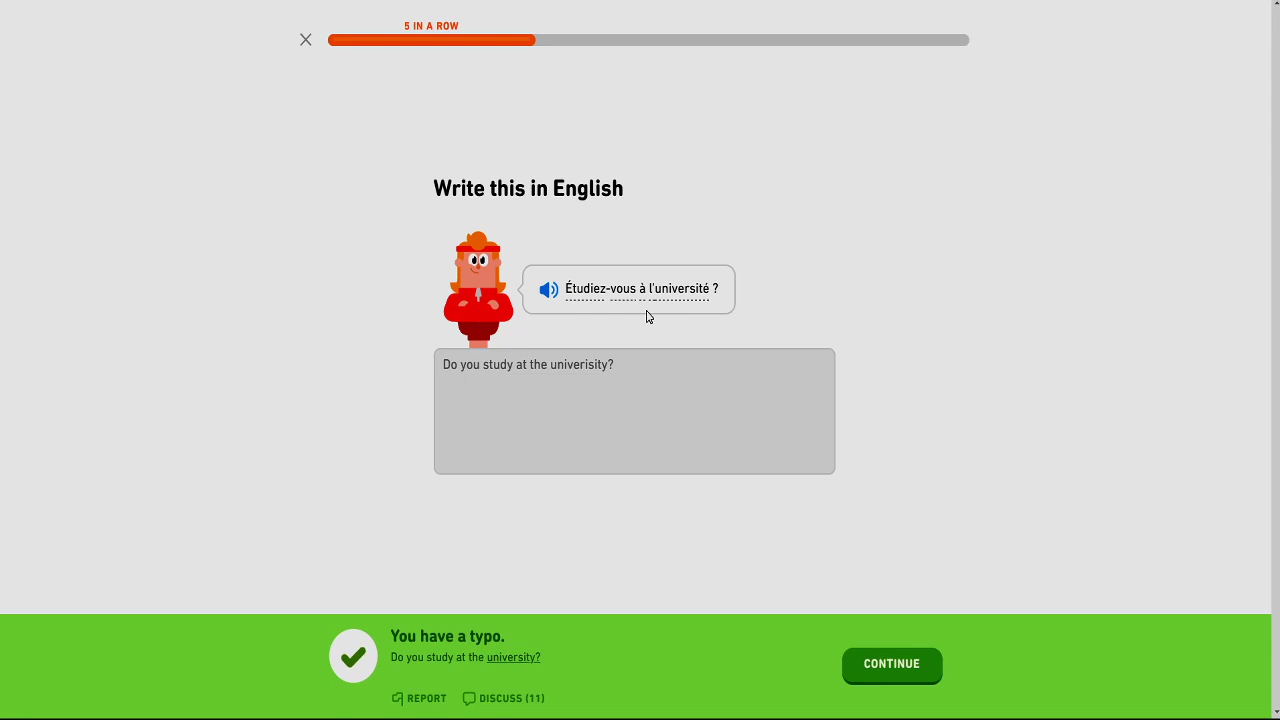 5 IN A ROW
Write this in English
Étudiez-vous à l'université ?
Do you study at the univerisity?
You have a typo.
Do you study at the university?
CONTINUE
REPORT DISCUSS (11)